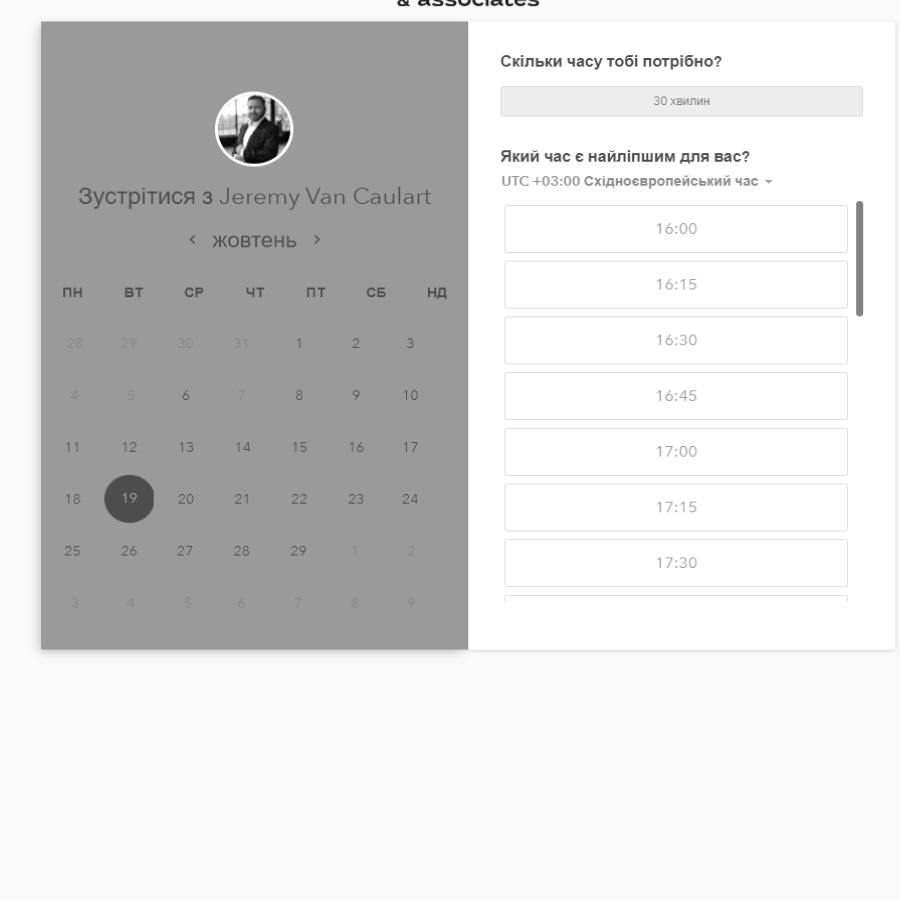 & associates
Зустрітися з Jeremy Van Caulart
жовтень
ПН ВТ СР ЧТ ПТ СБ НД
28 29 30 31 1 2 3
4 5 6 7 8 9 10
11 12 13 14 15 16 17
18 19 20 21 22 23 24
25 26 27 28 29 1 2
3 4 5 6 7 8 9
Скільки часу тобі потрібно?
30 хвилин
Який час є найліпшим для вас?
UTC +03:00 Східноєвропейський час
16:00
16:15
16:30
16:45
17:00
17:15
17:30